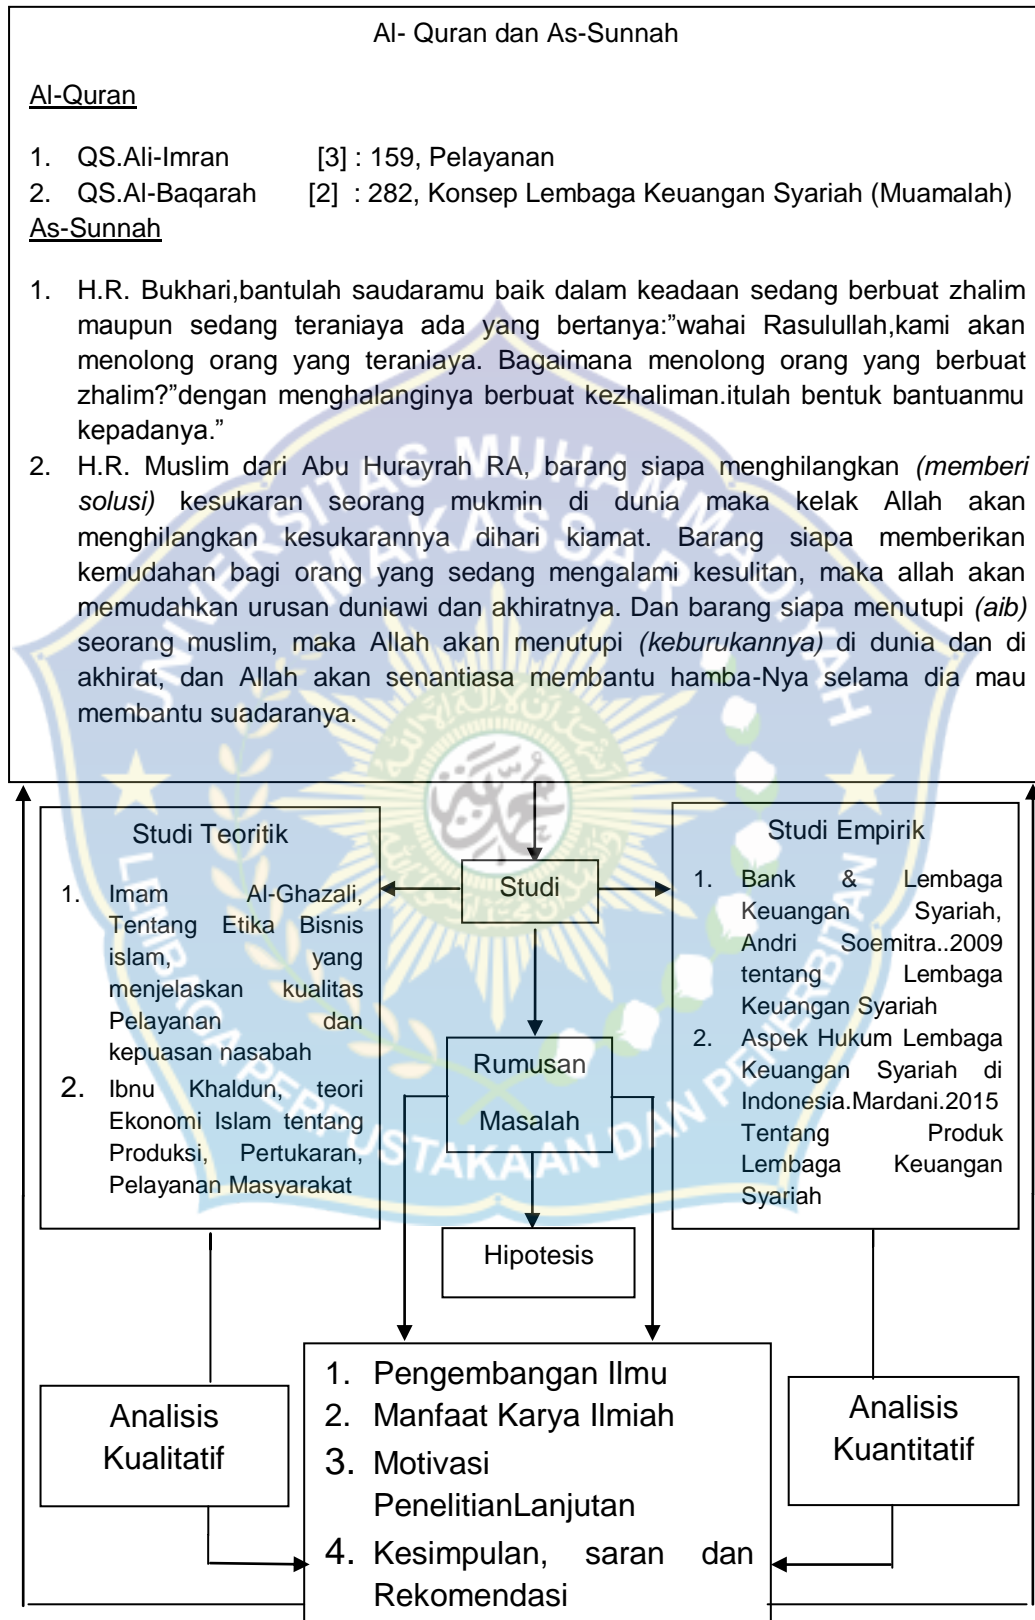 Al- Quran dan As-Sunnah
Al-Quran
1. QS.Ali-Imran [3] : 159, Pelayanan
2. QS.Al-Baqarah [2] : 282, Konsep Lembaga Keuangan Syariah (Muamalah)
As-Sunnah
1. H.R. Bukhari,bantulah saudaramu baik dalam keadaan sedang berbuat zhalim
maupun sedang teraniaya ada yang bertanya:”wahai Rasulullah,kami akan
menolong orang yang teraniaya. Bagaimana menolong orang yang berbuat
zhalim?”dengan menghalanginya berbuat kezhaliman.itulah bentuk bantuanmu
kepadanya.”
2. H.R. Muslim dari Abu Hurayrah RA, barang siapa menghilangkan (memberi
solusi) kesukaran seorang mukmin di dunia maka kelak Allah akan
menghilangkan kesukarannya dihari kiamat. Barang siapa memberikan
kemudahan bagi orang yang sedang mengalami kesulitan, maka allah akan
memudahkan urusan duniawi dan akhiratnya. Dan barang siapa menutupi (aib)
seorang muslim, maka Allah akan menutupi (keburukannya) di dunia dan di
akhirat, dan Allah akan senantiasa membantu hamba-Nya selama dia mau
membantu suadaranya.
UNIVERSITAS MUHAMMADIYAH
MAKASSAR
LEMBAGA PERPUSTAKAAN DAN PENERBITAN
Studi Teoritik
1. Imam Al-Ghazali,
Tentang Etika Bisnis
islam, yang
menjelaskan kualitas
Pelayanan dan
kepuasan nasabah
2. Ibnu Khaldun, teori
Ekonomi Islam tentang
Produksi, Pertukaran,
Pelayanan Masyarakat
Studi
Studi Empirik
1. Bank & Lembaga
Keuangan Syariah,
Andri Soemitra..2009
tentang Lembaga
Keuangan Syariah
2. Aspek Hukum Lembaga
Keuangan Syariah di
Indonesia.Mardani.2015
Tentang Produk
Lembaga Keuangan
Syariah
Rumusan
Masalah
Hipotesis
Analisis
Kualitatif
1. Pengembangan Ilmu
2. Manfaat Karya Ilmiah
3. Motivasi
PenelitianLanjutan
4. Kesimpulan, saran dan
Rekomendasi
Analisis
Kuantitatif